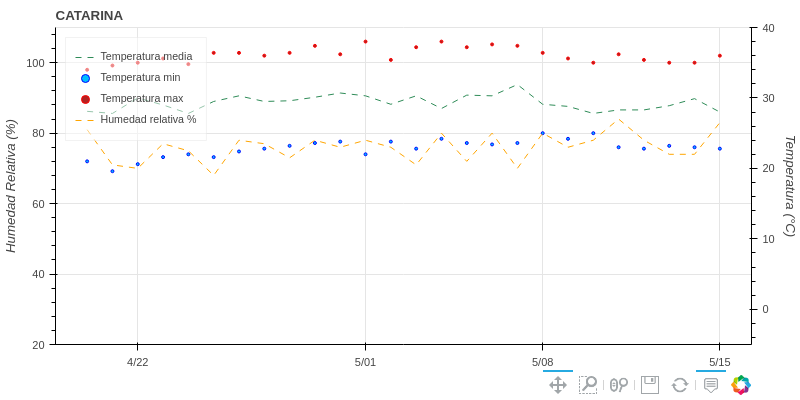 CATARINA
Temperatura media
Temperatura min
Temperatura max
Humedad relativa %
Humedad Relativa (%)
100
80
60
40
20
40
30
20
10
0
Temperatura (°C)
4/22
5/01
5/08
5/15